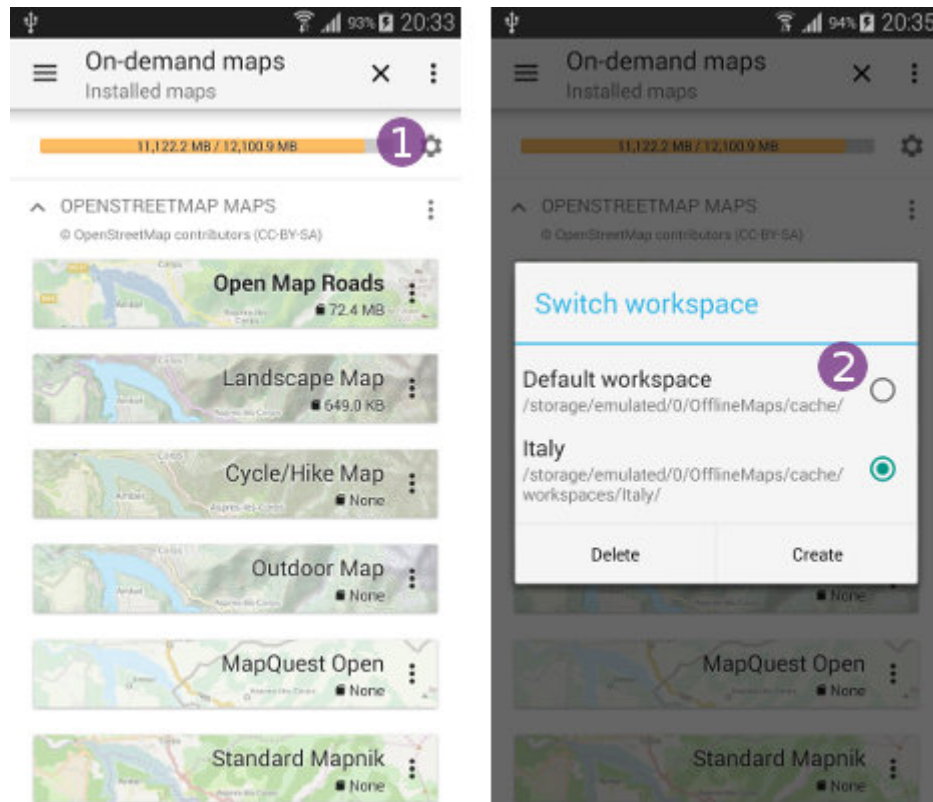 93% 20:33
On-demand maps
Installed maps
11,122.2 MB / 12,100.9 MB
1
OPENSTREETMAP MAPS
© OpenStreetMap contributors (CC-BY-SA)
Open Map Roads
72.4 MB
Landscape Map
649.0 KB
Cycle/Hike Map
None
Outdoor Map
None
MapQuest Open
None
Standard Mapnik
None
94% 20:35
On-demand maps
Installed maps
11,122.2 MB / 12,100.9 MB
OPENSTREETMAP MAPS
© OpenStreetMap contributors (CC-BY-SA)
Switch workspace
2
Default workspace
/storage/emulated/0/OfflineMaps/cache/
Italy
/storage/emulated/0/OfflineMaps/cache/
workspaces/Italy/
Delete Create
None
MapQuest Open
None
Standard Mapnik
None